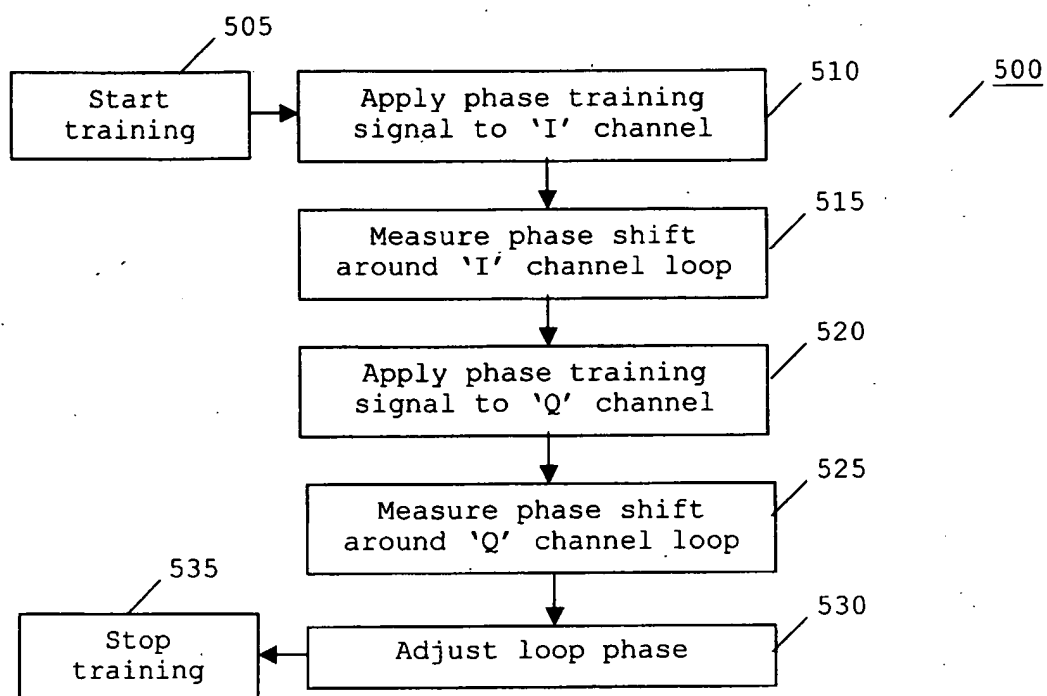 505
Start
training
Apply phase training
signal to ‘I’ channel
510
500
Measure phase shift
around ‘I’ channel loop
515
Apply phase training
signal to ‘Q’ channel
520
Measure phase shift
around ‘Q’ channel loop
525
535
Stop
training
Adjust loop phase
530